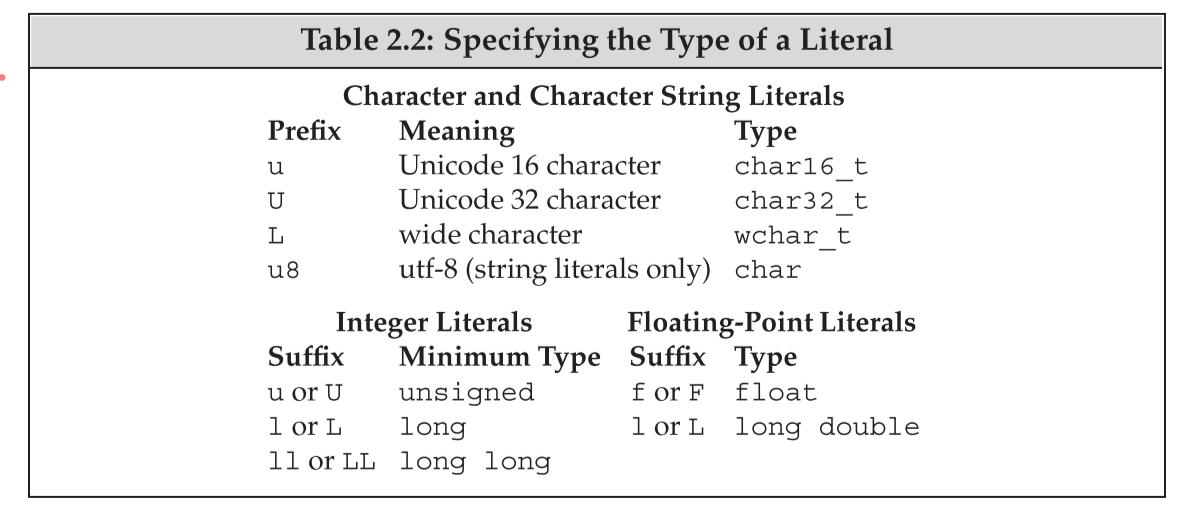 Table 2.2: Specifying the Type of a Literal
Character and Character String Literals
Prefix Meaning Type
u Unicode 16 character char16_t
U Unicode 32 character char32_t
L wide character wchar_t
u8 utf-8 (string literals only) char
Integer Literals Floating-Point Literals
Suffix Minimum Type Suffix Type
u or U unsigned f or F float
l or L long l or L long double
ll or LL long long